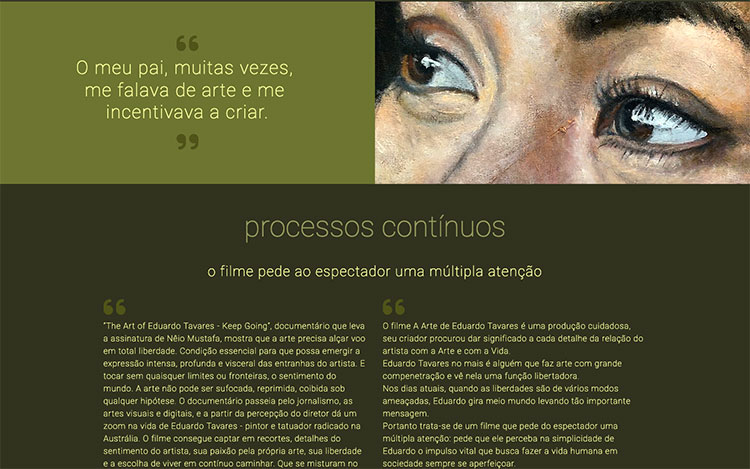 “
O meu pai, muitas vezes,
me falava de arte e me
incentivava a criar.
”
processos contínuos
o filme pede ao espectador uma múltipla atenção
“
"The Art of Eduardo Tavares - Keep Going", documentário que leva
a assinatura de Nêio Mustafa, mostra que a arte precisa alçar voo
em total liberdade. Condição essencial para que possa emergir a
expressão intensa, profunda e visceral das entranhas do artista. E
tocar sem quaisquer limites ou fronteiras, o sentimento do
mundo. A arte não pode ser sufocada, reprimida, coibida sob
qualquer hipótese. O documentário passeia pelo jornalismo, as
artes visuais e digitais, e a partir da percepção do diretor dá um
zoom na vida de Eduardo Tavares - pintor e tatuador radicado na
Austrália. O filme consegue captar em recortes, detalhes do
sentimento do artista, sua paixão pela própria arte, sua liberdade
e a escolha de viver em contínuo caminhar. Que se misturam no
“
O filme A Arte de Eduardo Tavares é uma produção cuidadosa,
seu criador procurou dar significado a cada detalhe da relação do
artista com a Arte e com a Vida.
Eduardo Tavares no mais é alguém que faz arte com grande
compenetração e vê nela uma função libertadora.
Nos dias atuais, quando as liberdades são de vários modos
ameaçadas, Eduardo gira meio mundo levando tão importante
mensagem.
Portanto trata-se de um filme que pede do espectador uma
múltipla atenção: pede que ele perceba na simplicidade de
Eduardo o impulso vital que busca fazer a vida humana em
sociedade sempre se aperfeiçoar.